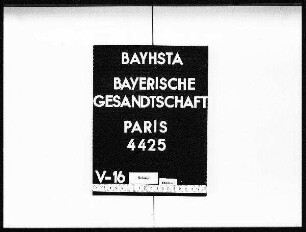 BAYHSTA
BAYERISCHE
GESANDTSCHAFT
PARIS
4425
V-16